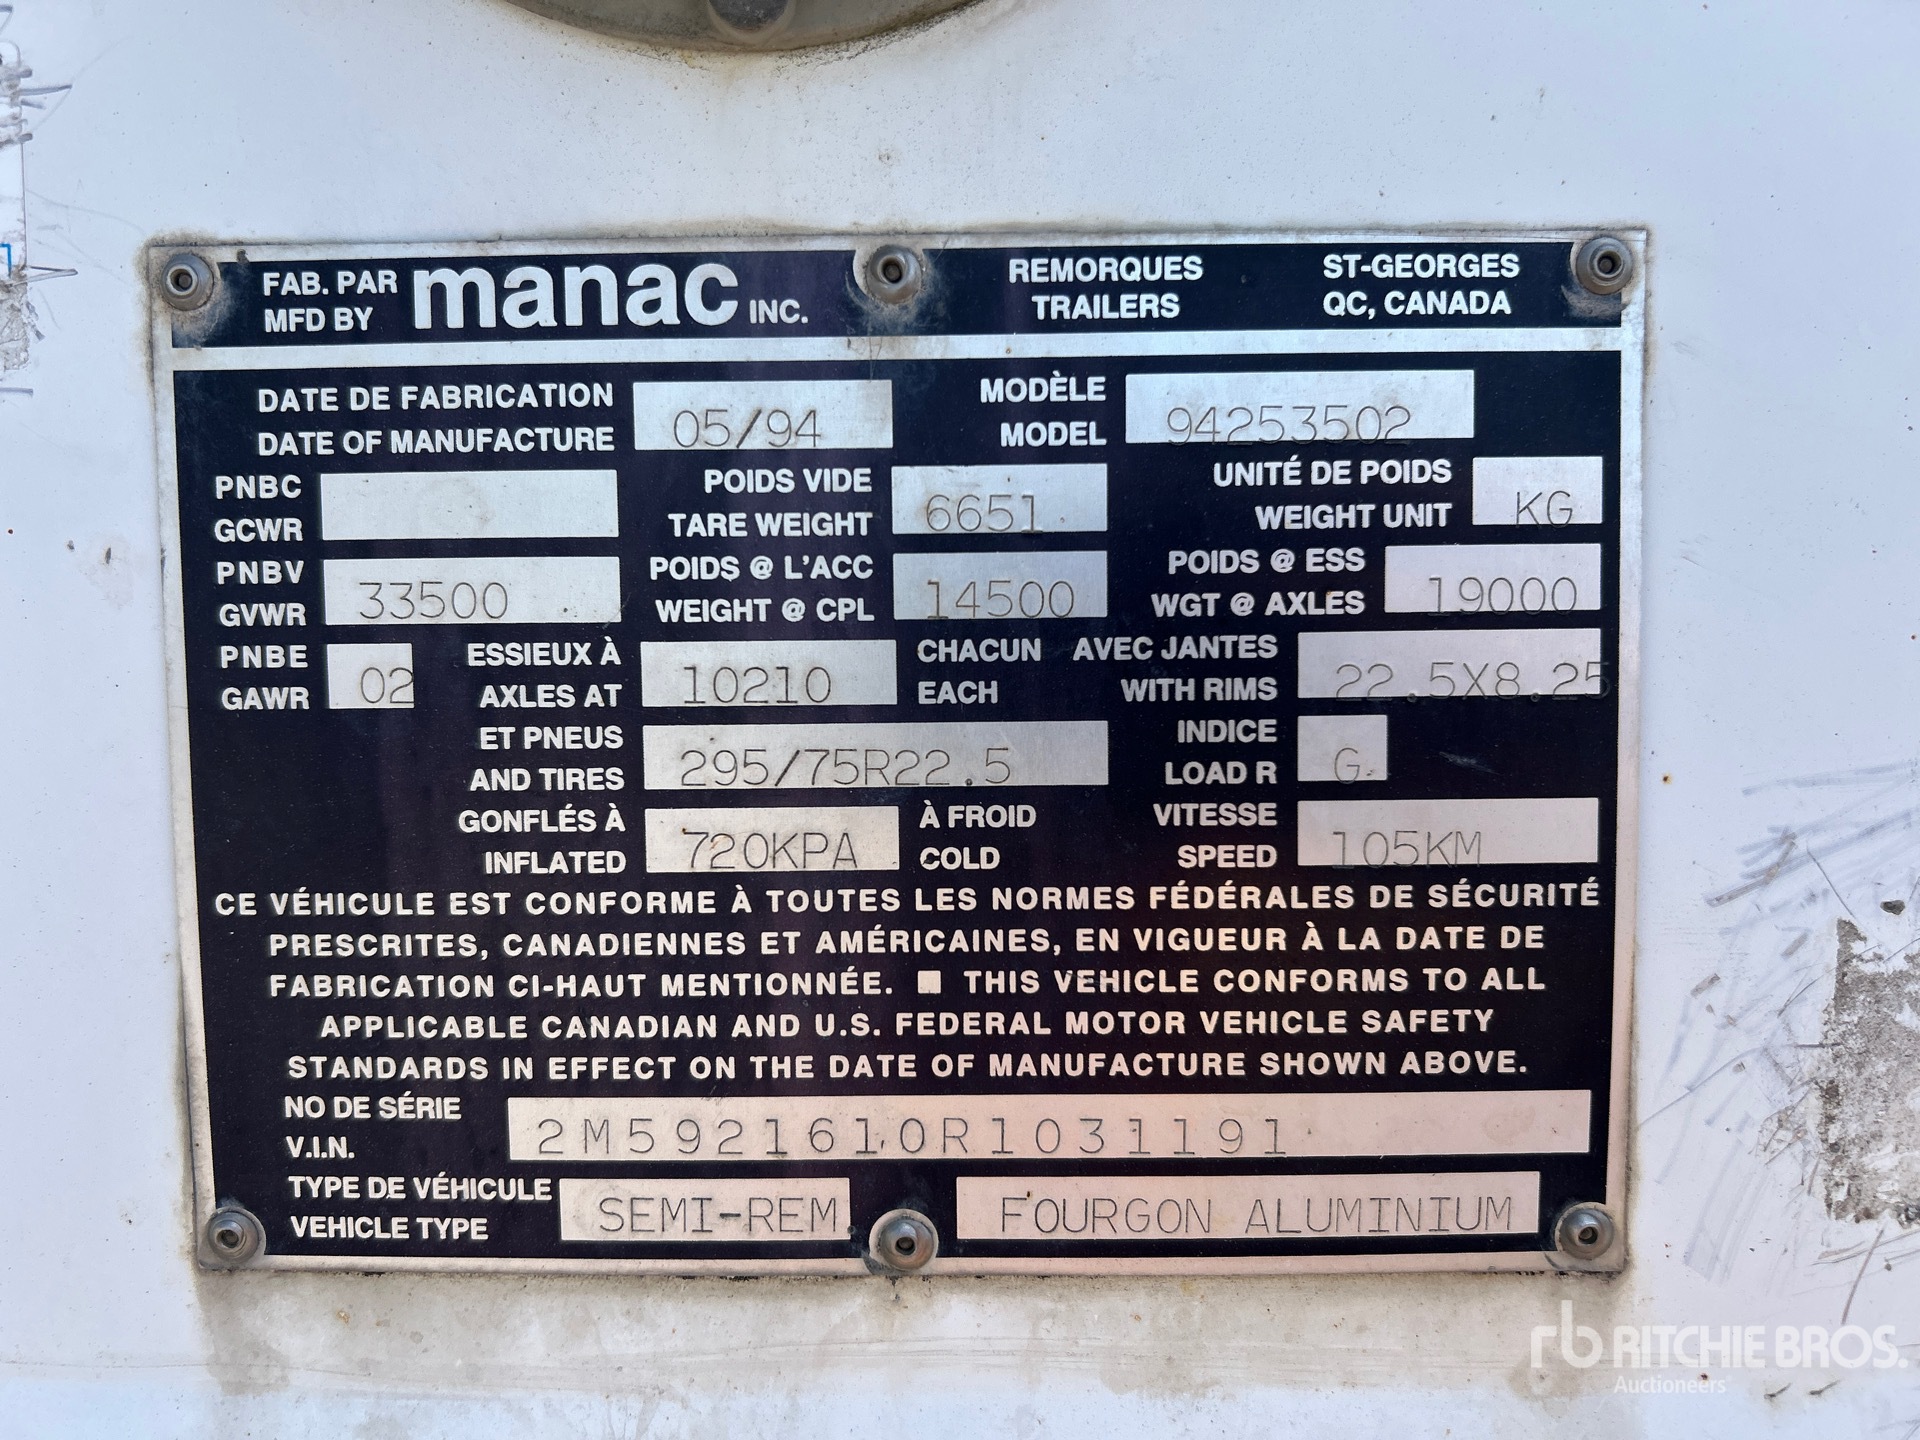 FAB. PAR manac INC. REMORQUES ST-GEORGES
MFD BY TRAILERS QC, CANADA
DATE DE FABRICATION 05/94 MODÈLE 94253502
DATE OF MANUFACTURE MODEL
PNBC POIDS VIDE 6651 UNITÉ DE POIDS KG
GCWR TARE WEIGHT WEIGHT UNIT
PNBV 33500 POIDS @ L'ACC 14500 POIDS @ ESS 19000
GVWR WEIGHT @ CPL WGT @ AXLES
PNBE 02 ESSIEUX À 10210 CHACUN AVEC JANTES 22.5X8.25
GAWR AXLES AT EACH WITH RIMS
ET PNEUS 295/75R22.5 INDICE G
AND TIRES LOAD R
GONFLÉS À 720KPA À FROID VITESSE 105KM
INFLATED COLD SPEED
CE VÉHICULE EST CONFORME À TOUTES LES NORMES FÉDÉRALES DE SÉCURITÉ
PRESCRITES, CANADIENNES ET AMÉRICAINES, EN VIGUEUR À LA DATE DE
FABRICATION CI-HAUT MENTIONNÉE. ■ THIS VEHICLE CONFORMS TO ALL
APPLICABLE CANADIAN AND U.S. FEDERAL MOTOR VEHICLE SAFETY
STANDARDS IN EFFECT ON THE DATE OF MANUFACTURE SHOWN ABOVE.
NO DE SÉRIE 2M5921610R1031191
V.I.N.
TYPE DE VÉHICULE SEMI-REM. FOURGON ALUMINIUM
VEHICLE TYPE
rb RITCHIE BROS.
Auctioneers